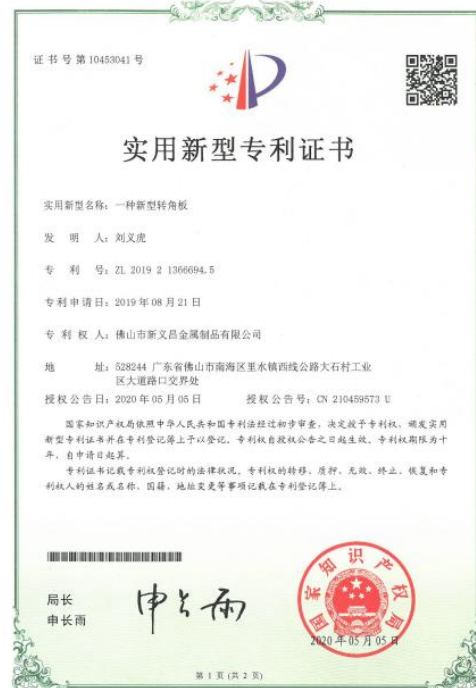 证书号第10453041号
实用新型专利证书
实用新型名称：一种新型转角板
发明人：刘义虎
专利号：ZL 2019 2 1366694.5
专利申请日：2019年08月21日
专利权人：佛山市新义昌金属制品有限公司
地址：528244 广东省佛山市南海区里水镇西线公路大石村工业
区大道路口交界处
授权公告日：2020年05月05日 授权公告号：CN 210459573 U
国家知识产权局依照中华人民共和国专利法经过初步审查，决定授予专利权，颁发实用
新型专利证书并在专利登记簿上予以登记。专利权自授权公告之日起生效。专利权期限为十
年，自申请日起算。
专利证书记载专利权登记时的法律状况。专利权的转移、质押、无效、终止、恢复和专
利权人的姓名或名称、国籍、地址变更等事项记载在专利登记簿上。
局长
申长雨
申长雨
国家知识产权局
2020年05月05日
第 1 页 (共 2 页)